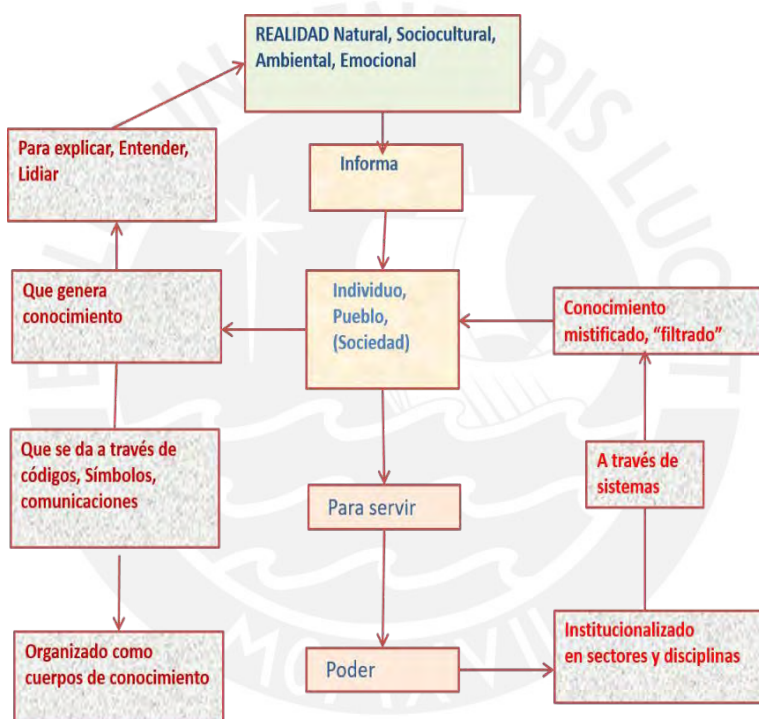 REALIDAD Natural, Sociocultural,
Ambiental, Emocional
Para explicar, Entender,
Lidiar
Informa
Que genera
conocimiento
Individuo,
Pueblo,
(Sociedad)
Conocimiento
mistificado, “filtrado”
Que se da a través de
códigos, Símbolos,
comunicaciones
A través de
sistemas
Para servir
Organizado como
cuerpos de conocimiento
Poder
Institucionalizado
en sectores y disciplinas